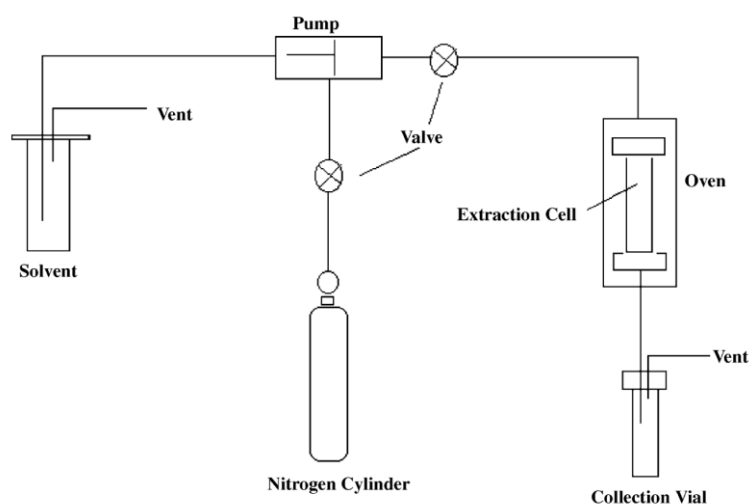 Pump
Vent
Valve
Oven
Extraction Cell
Solvent
Vent
Nitrogen Cylinder
Collection Vial